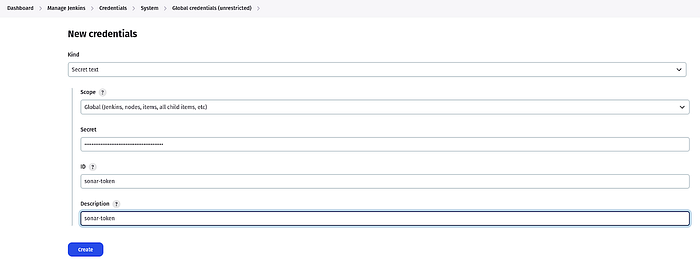 Dashboard > Manage Jenkins > Credentials > System > Global credentials (unrestricted) >
New credentials
Kind
Secret text
Scope ?
Global (Jenkins, nodes, items, all child items, etc)
Secret
ID ?
sonar-token
Description ?
sonar-token
Create